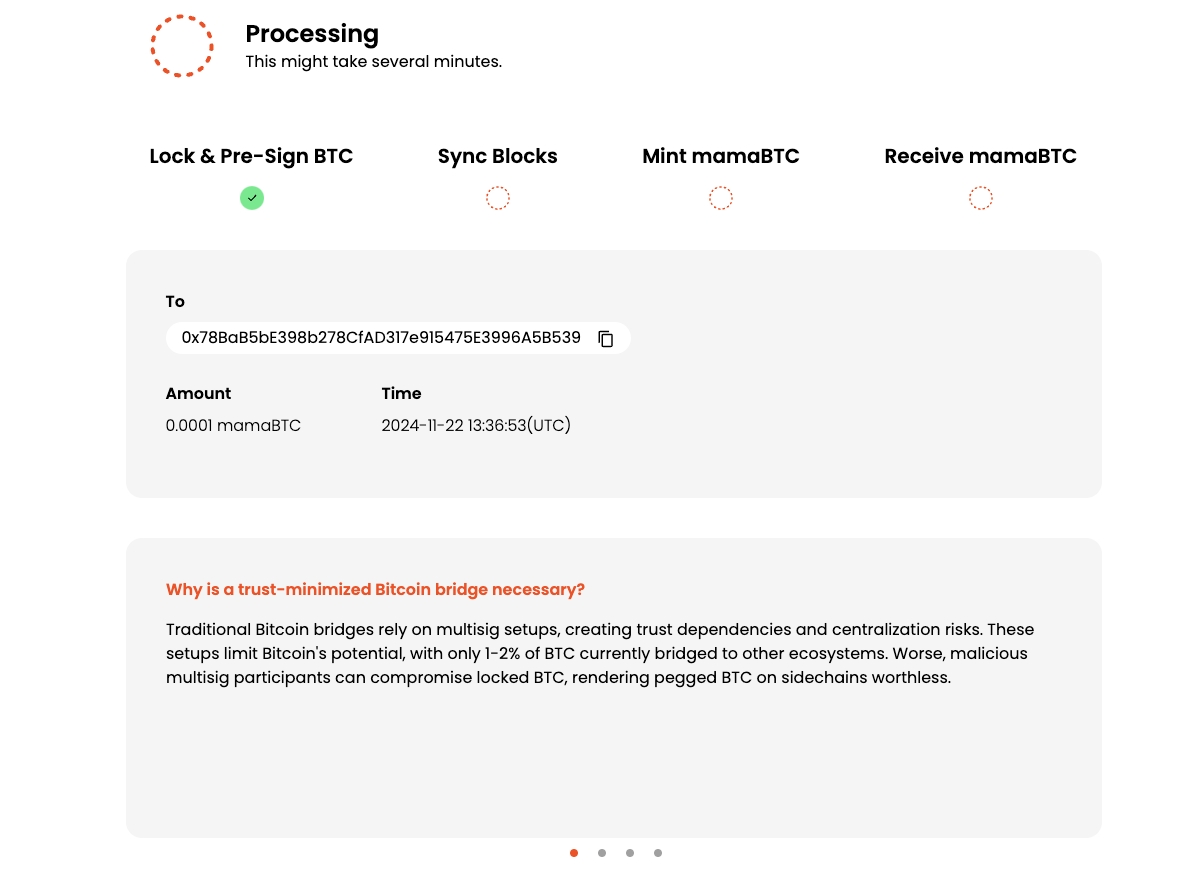 Processing
This might take several minutes.
Lock & Pre-Sign BTC
Sync Blocks
Mint mamaBTC
Receive mamaBTC
To
0x78BaB5bE398b278CfAD317e915475E3996A5B539
Amount
Time
0.0001 mamaBTC
2024-11-22 13:36:53(UTC)
Why is a trust-minimized Bitcoin bridge necessary?
Traditional Bitcoin bridges rely on multisig setups, creating trust dependencies and centralization risks. These
setups limit Bitcoin's potential, with only 1-2% of BTC currently bridged to other ecosystems. Worse, malicious
multisig participants can compromise locked BTC, rendering pegged BTC on sidechains worthless.